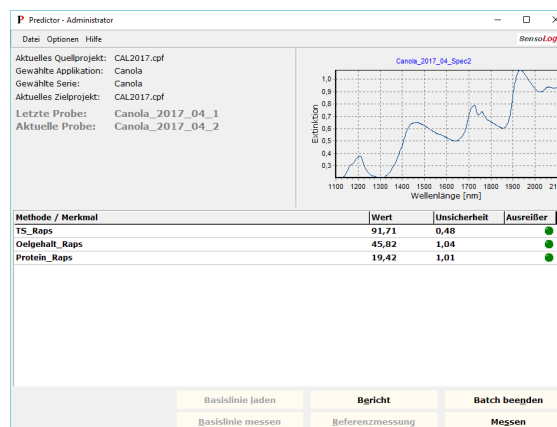 Predictor - Administrator
Datei Optionen Hilfe
SensoLog
Aktuelles Quellprojekt: CAL2017.cpf
Gewählte Applikation: Canola
Gewählte Serie: Canola
Aktuelles Zielprojekt: CAL2017.cpf
Letzte Probe: Canola_2017_04_1
Aktuelle Probe: Canola_2017_04_2
Canola_2017_04_Spec2
Extinktion
1,0
0,9
0,8
0,7
0,6
0,5
0,4
0,3
1100 1200 1300 1400 1500 1600 1700 1800 1900 2000
Wellenlänge [nm]
Methode / Merkmal Wert Unsicherheit Ausreißer
TS_Raps 91,71 0,48
Oelgehalt_Raps 45,82 1,04
Protein_Raps 19,42 1,01
Basislinie laden Bericht Batch beenden
Basislinie messen Referenzmessung Messen